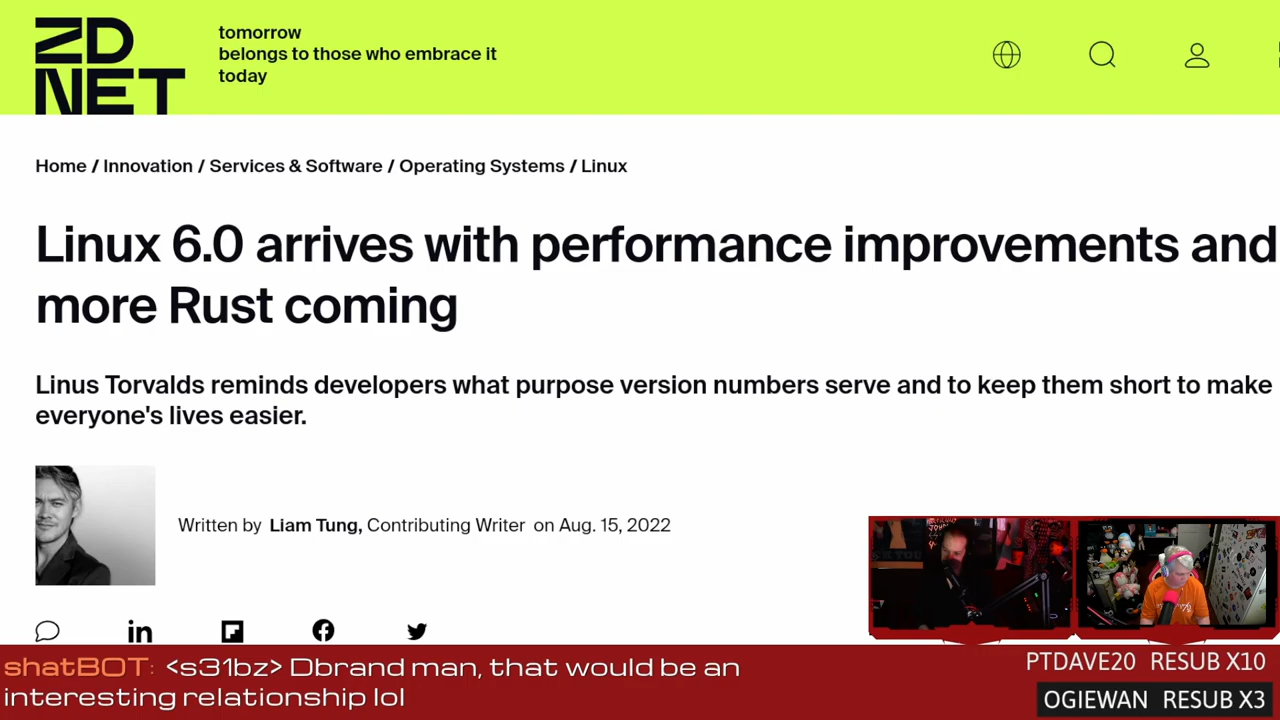 ZD
NET
tomorrow
belongs to those who embrace it
today
Home / Innovation / Services & Software / Operating Systems / Linux
Linux 6.0 arrives with performance improvements and
more Rust coming
Linus Torvalds reminds developers what purpose version numbers serve and to keep them short to make
everyone's lives easier.
Written by Liam Tung, Contributing Writer on Aug. 15, 2022
shatBOT: <s31bz> Dbrand man, that would be an
interesting relationship lol
PTDAVE20 RESUB X10
OGIEWAN RESUB X3